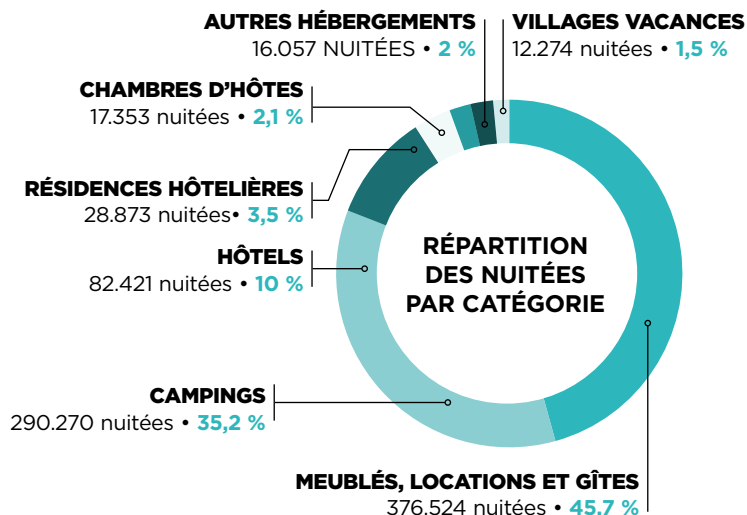 AUTRES HÉBERGEMENTS
16.057 NUITÉES • 2 %
VILLAGES VACANCES
12.274 nuitées • 1,5 %
CHAMBRES D’HÔTES
17.353 nuitées • 2,1 %
RÉSIDENCES HÔTELIÈRES
28.873 nuitées• 3,5 %
HÔTELS
82.421 nuitées • 10 %
RÉPARTITION
DES NUITÉES
PAR CATÉGORIE
CAMPINGS
290.270 nuitées • 35,2 %
MEUBLÉS, LOCATIONS ET GÎTES
376.524 nuitées • 45,7 %